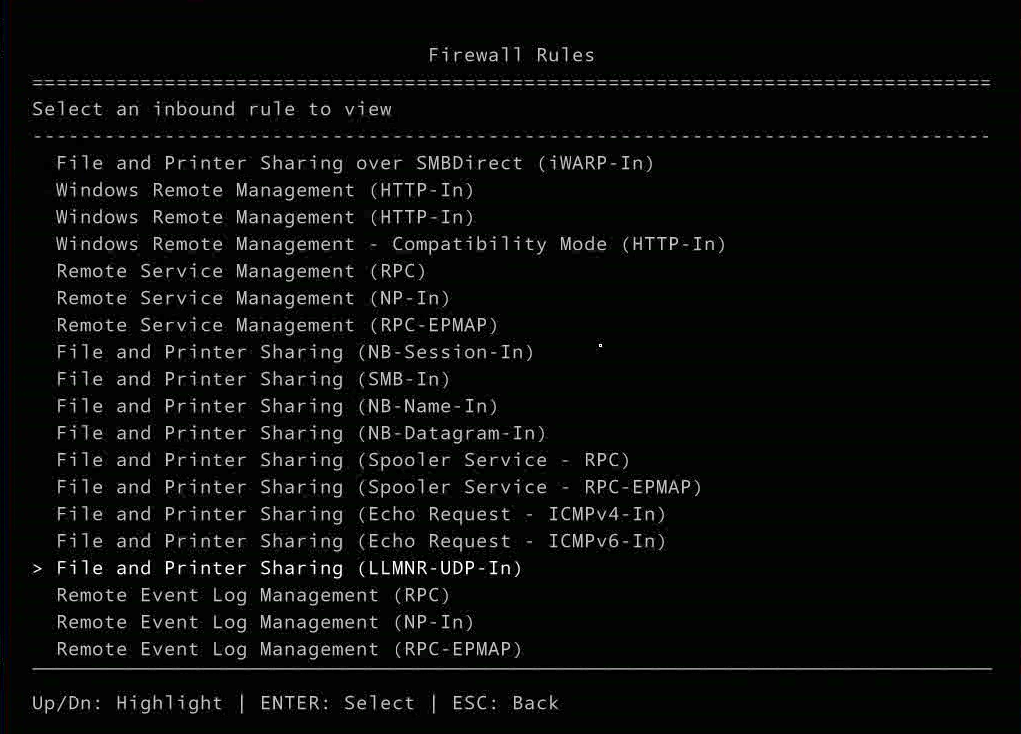 Firewall Rules
================================================================================
Select an inbound rule to view
--------------------------------------------------------------------------------
File and Printer Sharing over SMBDirect (iWARP-In)
Windows Remote Management (HTTP-In)
Windows Remote Management (HTTP-In)
Windows Remote Management - Compatibility Mode (HTTP-In)
Remote Service Management (RPC)
Remote Service Management (NP-In)
Remote Service Management (RPC-EPMAP)
File and Printer Sharing (NB-Session-In)
File and Printer Sharing (SMB-In)
File and Printer Sharing (NB-Name-In)
File and Printer Sharing (NB-Datagram-In)
File and Printer Sharing (Spooler Service - RPC)
File and Printer Sharing (Spooler Service - RPC-EPMAP)
File and Printer Sharing (Echo Request - ICMPv4-In)
File and Printer Sharing (Echo Request - ICMPv6-In)
> File and Printer Sharing (LLMNR-UDP-In)
Remote Event Log Management (RPC)
Remote Event Log Management (NP-In)
Remote Event Log Management (RPC-EPMAP)
Up/Dn: Highlight | ENTER: Select | ESC: Back